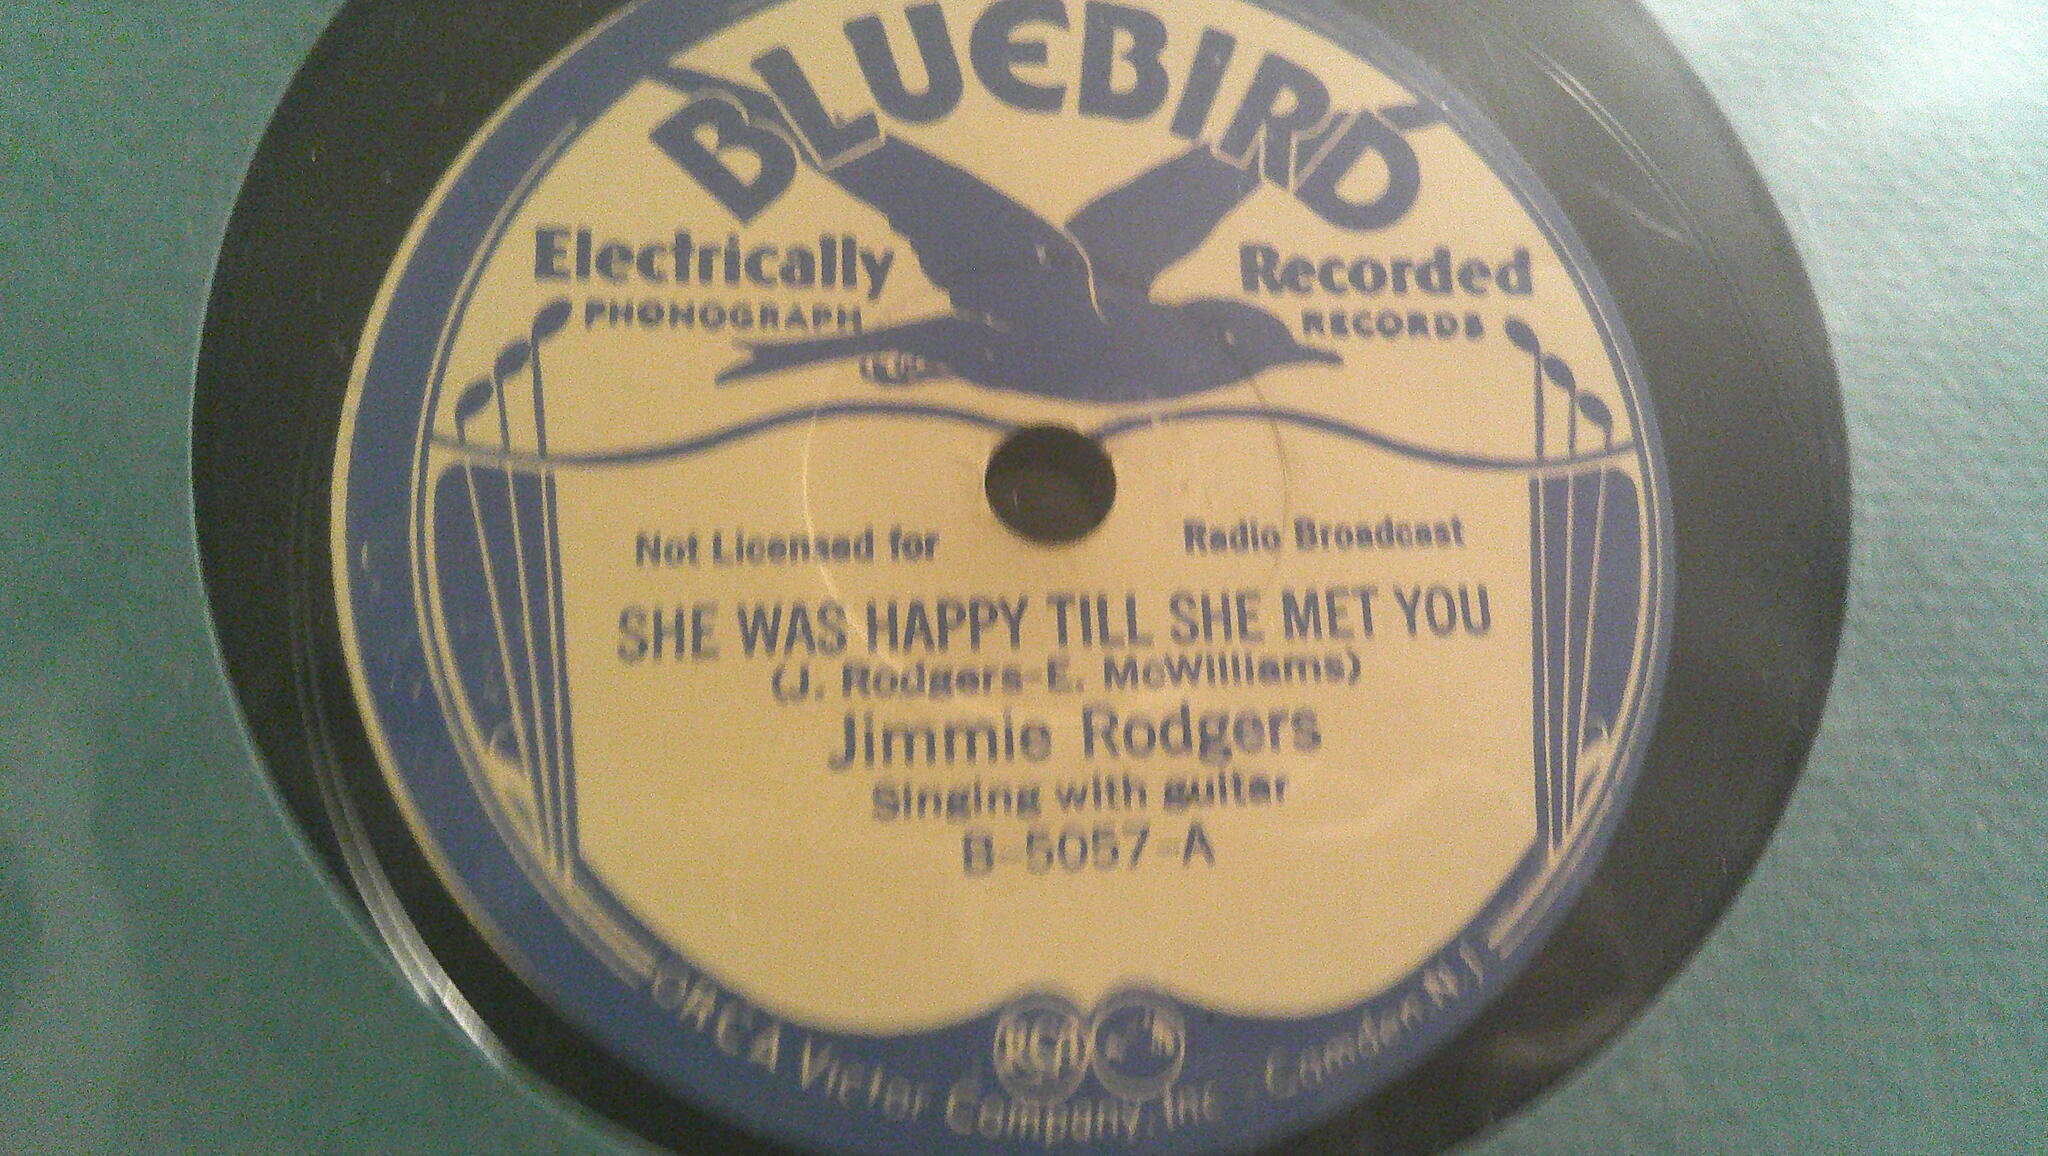 BLUEBIRD
Electrically Recorded
PHONOGRAPH RECORDS
Not Licensed for Radio Broadcast
SHE WAS HAPPY TILL SHE MET YOU
(J. Rodgers-E. McWilliams)
Jimmie Rodgers
Singing with guitar
B-5057-A
RCA
RCA Victor Company, Inc. Camden, N.J.